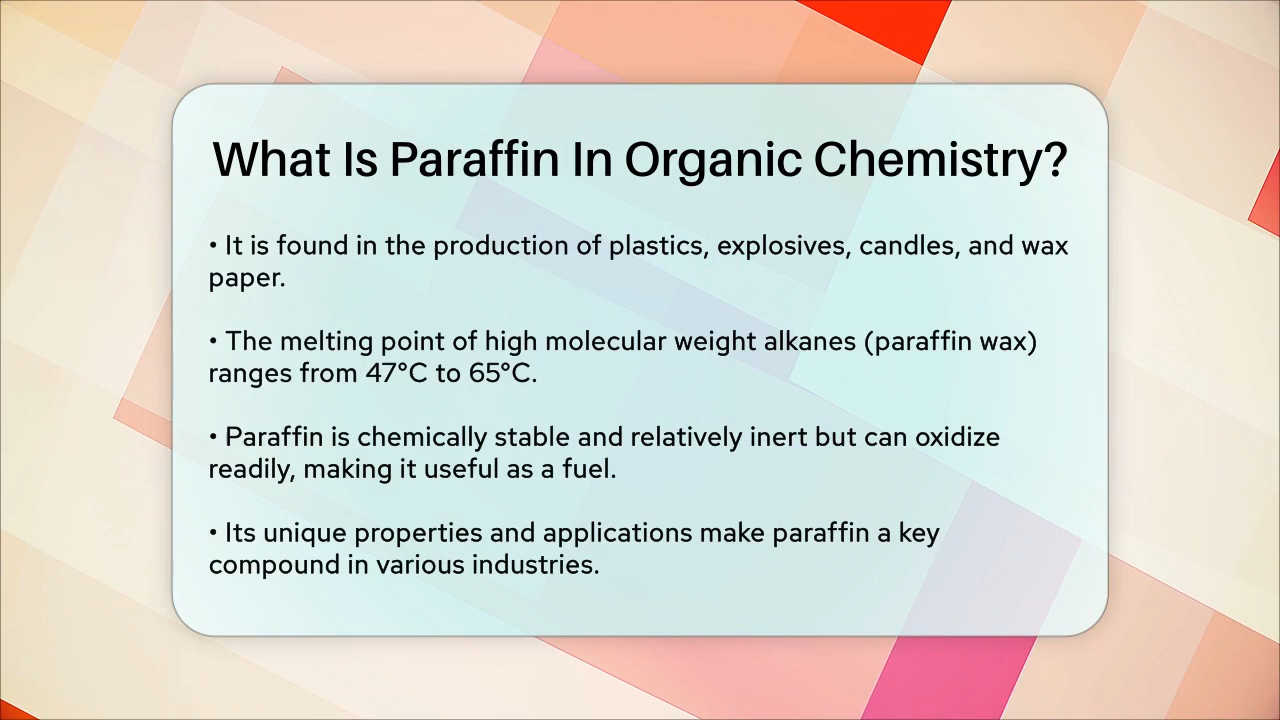 What Is Paraffin In Organic Chemistry?
• It is found in the production of plastics, explosives, candles, and wax
paper.
• The melting point of high molecular weight alkanes (paraffin wax)
ranges from 47°C to 65°C.
• Paraffin is chemically stable and relatively inert but can oxidize
readily, making it useful as a fuel.
• Its unique properties and applications make paraffin a key
compound in various industries.